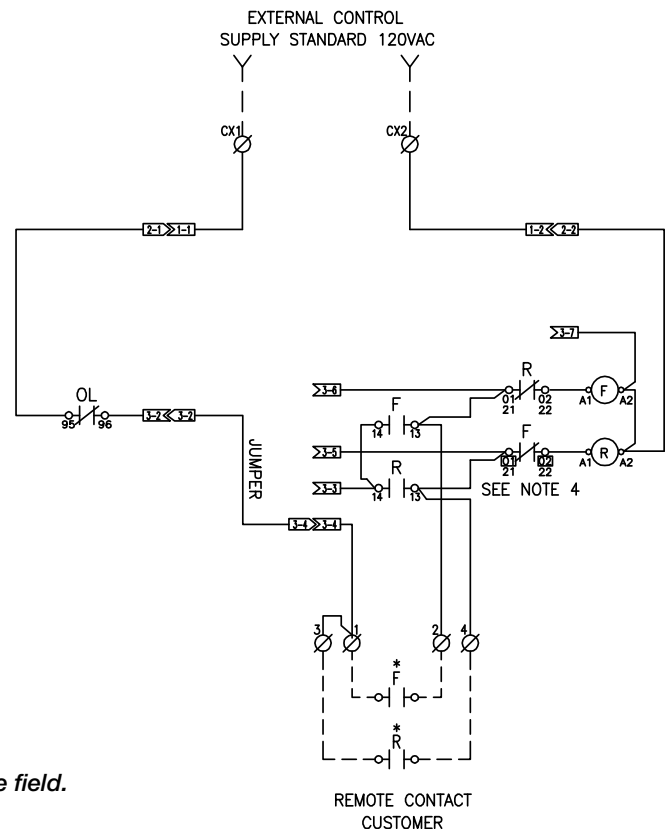 EXTERNAL CONTROL
SUPPLY STANDARD 120VAC
CX1
CX2
2-1 1-1
1-2 2-2
3-7
OL
95 96
3-2 3-2
JUMPER
3-6
R
01 02
21 22
F
A1 A2
F
14 13
3-5
F
01 02
21 22
R
A1 A2
R
3-3
14 13
SEE NOTE 4
3-4 3-4
3 1 2 4
*
F
*
R
e field.
REMOTE CONTACT
CUSTOMER